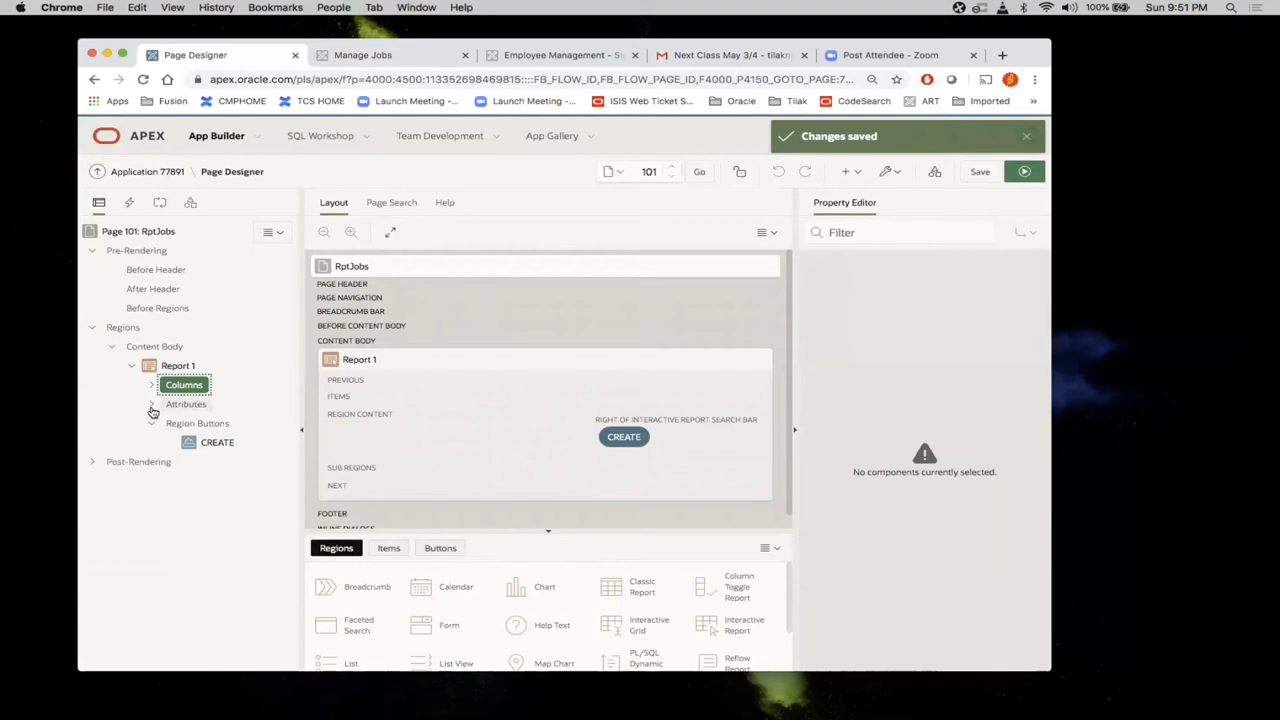 Chrome File Edit View History Bookmarks People Tab Window Help 100% Sun 9:51 PM
Page Designer Manage Jobs Employee Management - Si Next Class May 3/4 - tilakm Post Attendee - Zoom
apex.oracle.com/pls/apex/f?p=4000:4500:113352698469815::::FB_FLOW_ID,FB_FLOW_PAGE_ID,F4000_P4150_GOTO_PAGE:7...
Apps Fusion CMPHOME TCS HOME Launch Meeting -... Launch Meeting -... ISIS Web Ticket S... Oracle Tilak CodeSearch ART Imported »
APEX App Builder SQL Workshop Team Development App Gallery Changes saved
Application 77891 Page Designer 101 Go Save
Layout Page Search Help Property Editor
Page 101: RptJobs Filter
Pre-Rendering
Before Header
After Header
Before Regions
Regions
Content Body
Report 1
Columns
Attributes
Region Buttons
CREATE
Post-Rendering
RptJobs
PAGE HEADER
PAGE NAVIGATION
BREADCRUMB BAR
BEFORE CONTENT BODY
CONTENT BODY
Report 1
PREVIOUS
ITEMS
REGION CONTENT
RIGHT OF INTERACTIVE REPORT SEARCH BAR
CREATE
SUB REGIONS
NEXT
FOOTER
INLINE DIALOGS
No components currently selected.
Regions Items Buttons
Breadcrumb Calendar Chart Classic Report Column Toggle Report
Faceted Search Form Help Text Interactive Grid Interactive Report
List List View Map Chart PL/SQL Dynamic Reflow Report